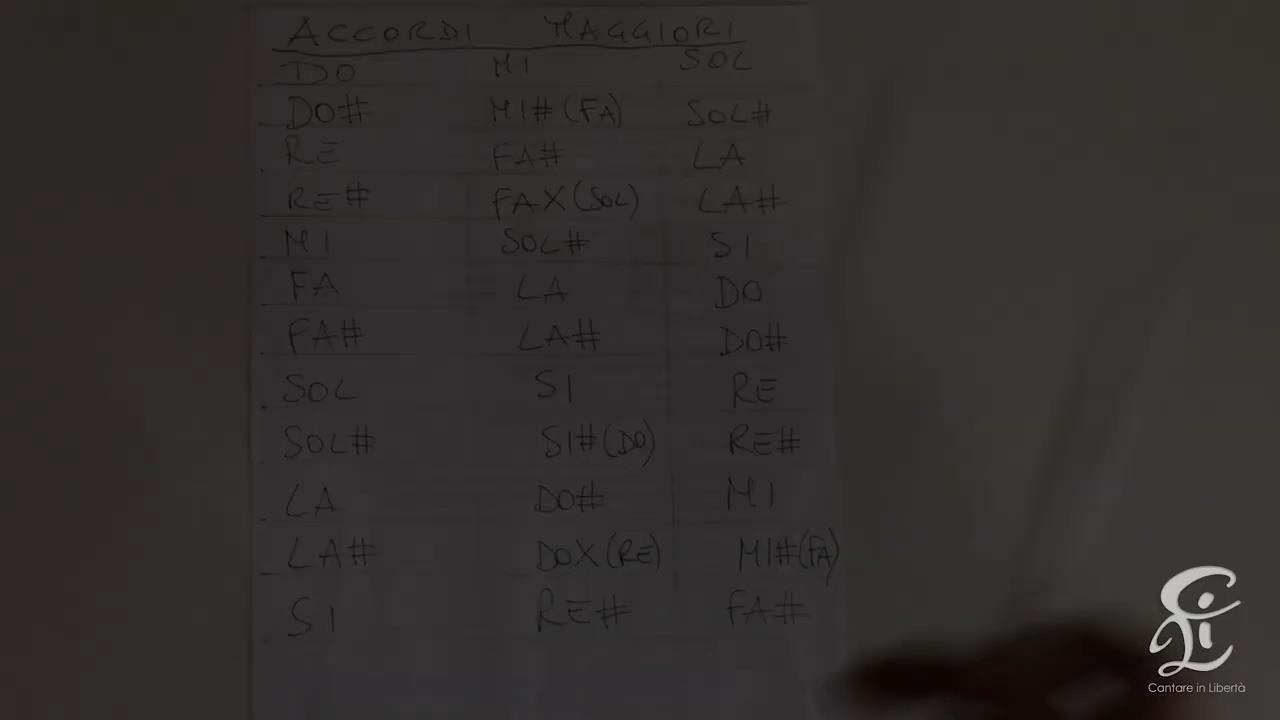 ACCORDI MAGGIORI
DO MI SOL
DO# MI#(FA) SOL#
RE FA# LA
RE# FAX(SOL) LA#
MI SOL# SI
FA LA DO
FA# LA# DO#
SOL SI RE
SOL# SI#(DO) RE#
LA DO# MI
LA# DOX(RE) MI#(FA)
SI RE# FA#
CiL
Cantare in Libertà